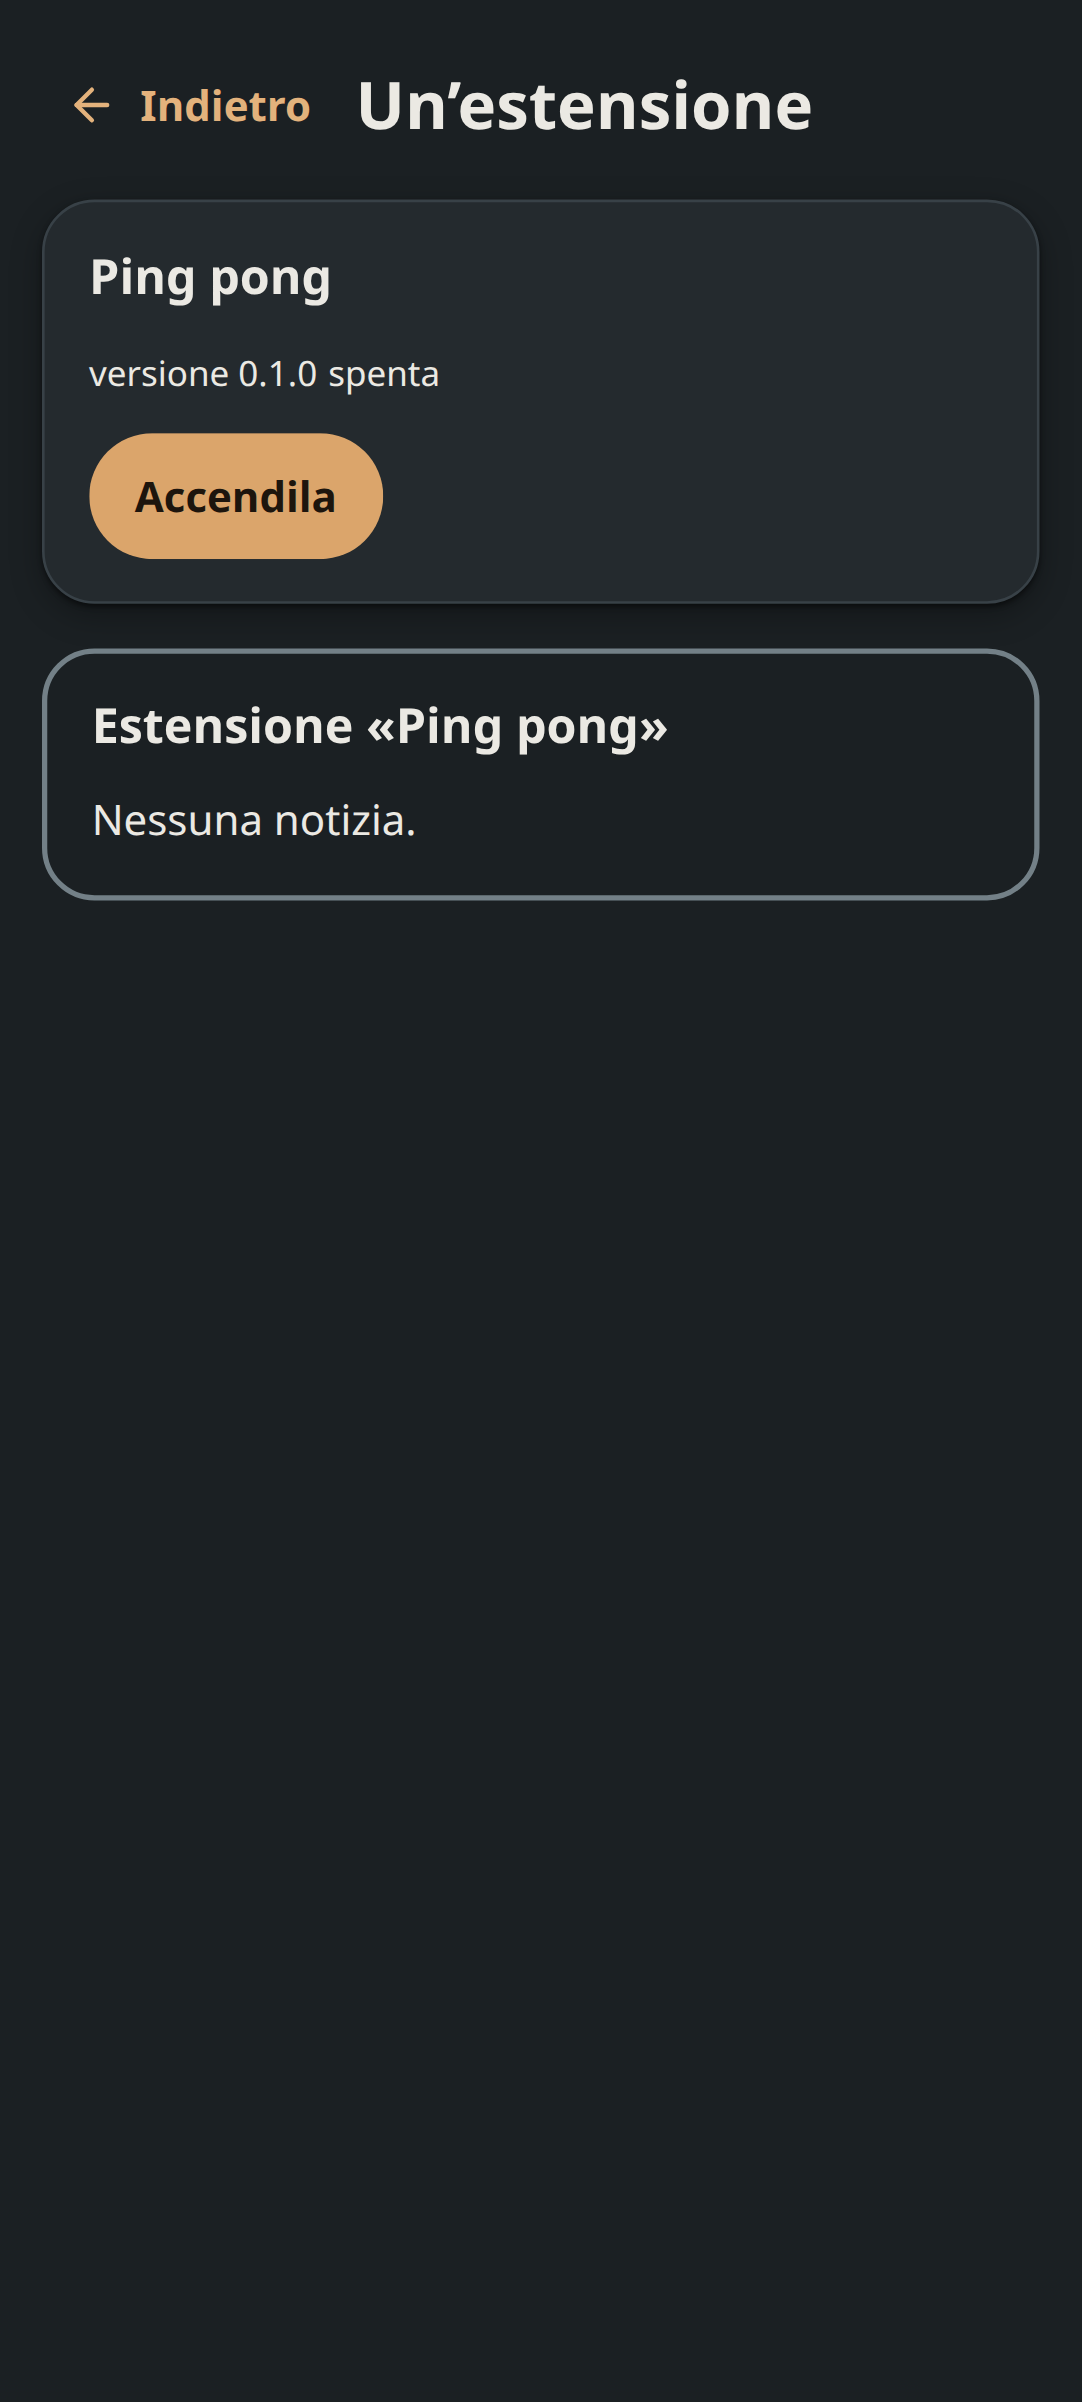 Indietro Un’estensione
Ping pong
versione 0.1.0 spenta
Accendila
Estensione «Ping pong»
Nessuna notizia.